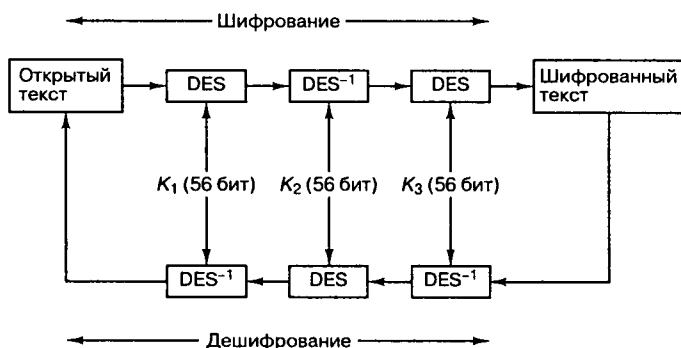 Шифрование
Открытый
текст
DES
DES⁻¹
DES
Шифрованный
текст
K₁ (56 бит)
K₂ (56 бит)
K₃ (56 бит)
DES⁻¹
DES
DES⁻¹
Дешифрование